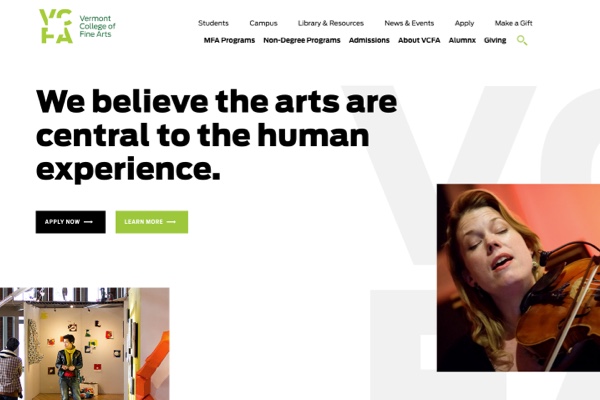 VCFA
Vermont
College of
Fine Arts
Students Campus Library & Resources News & Events Apply Make a Gift
MFA Programs Non-Degree Programs Admissions About VCFA Alumnx Giving
We believe the arts are
central to the human
experience.
APPLY NOW ⟶ LEARN MORE ⟶